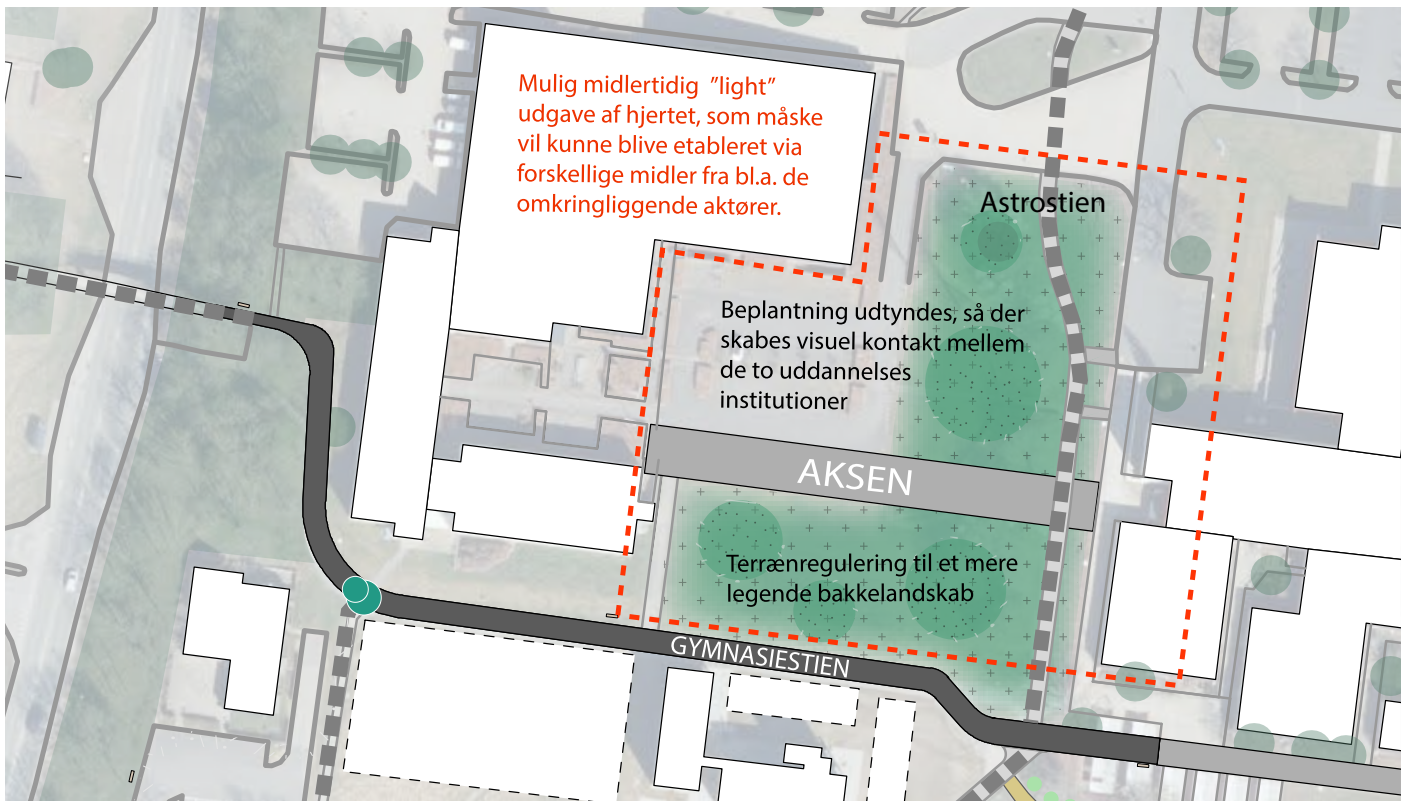 Mulig midlertidig ”light”
udgave af hjertet, som måske
vil kunne blive etableret via
forskellige midler fra bl.a. de
omkringliggende aktører.
Astrostien
Beplantning udtyndes, så der
skabes visuel kontakt mellem
de to uddannelses
institutioner
AKSEN
Terrænregulering til et mere
legende bakkelandskab
GYMNASIESTIEN